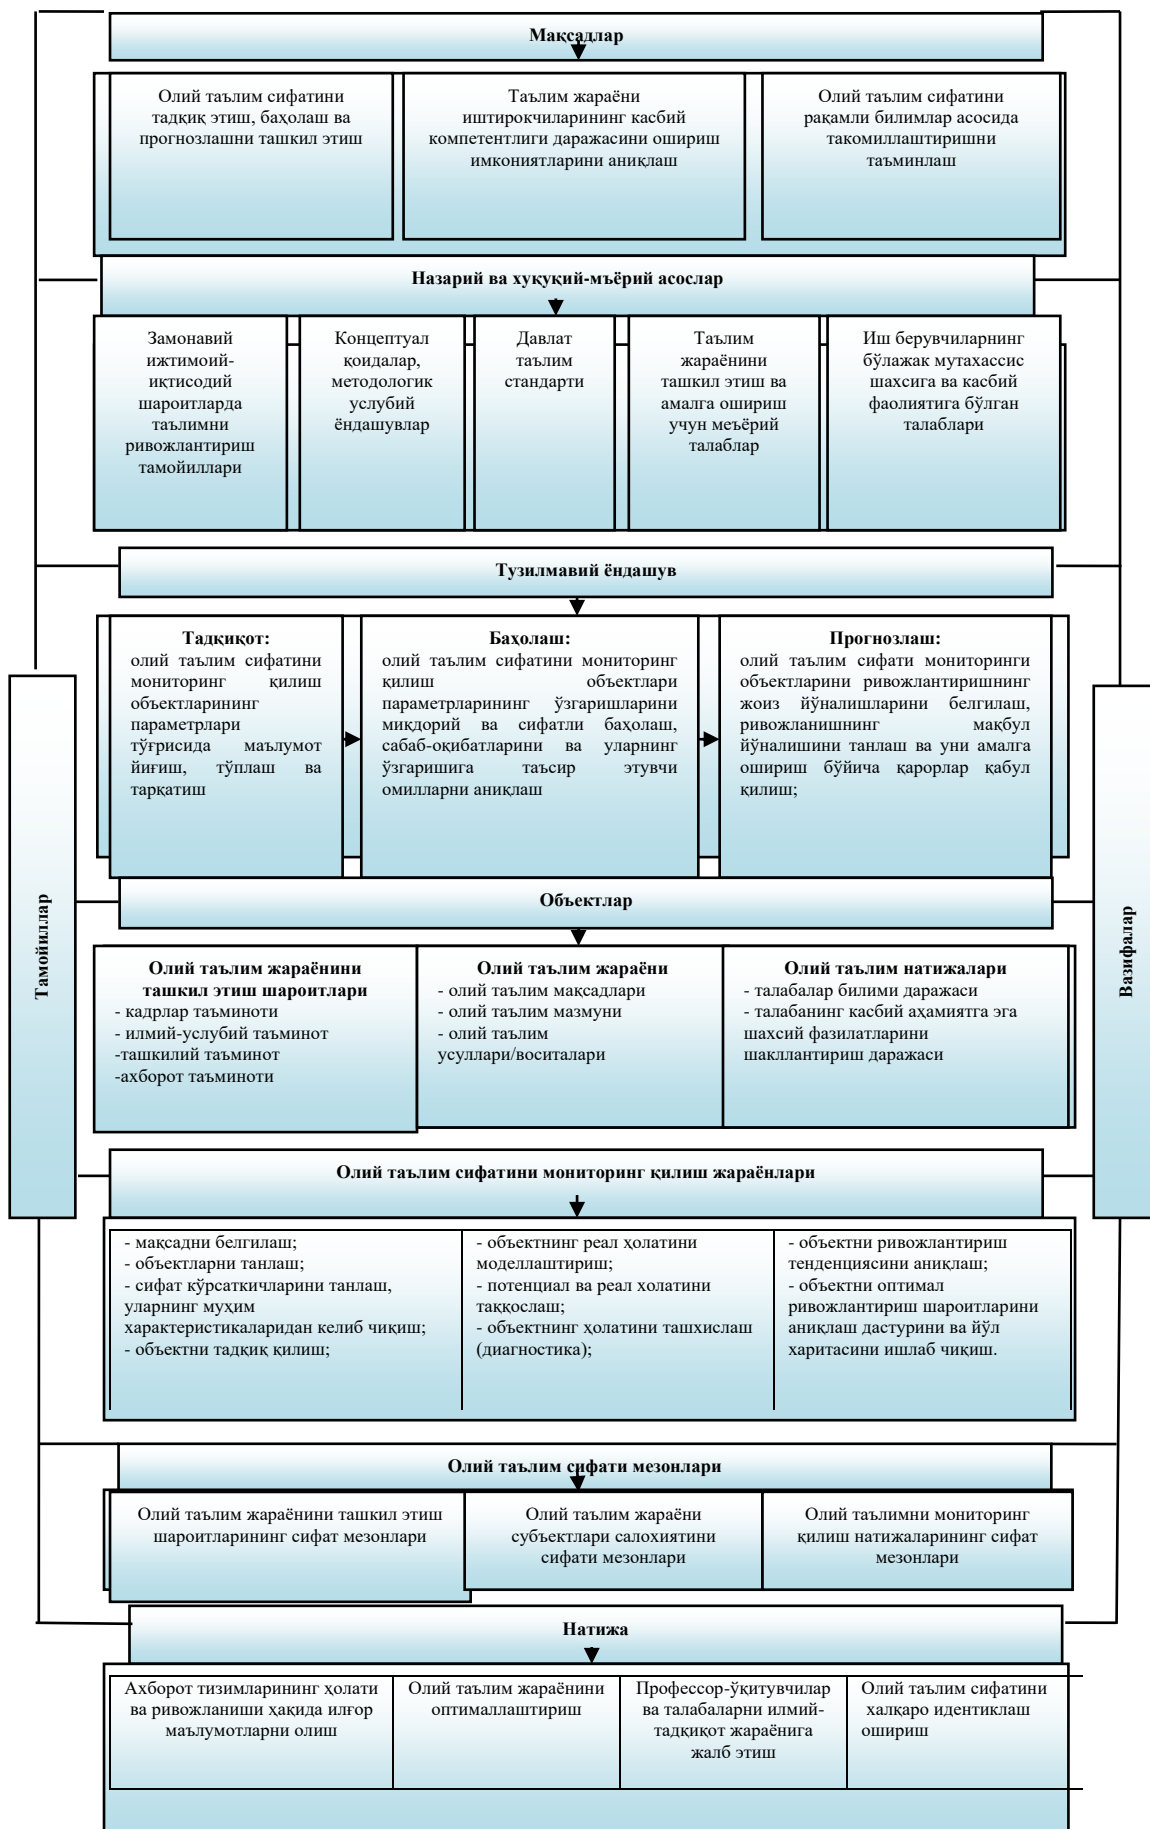 Мақсадлар
Олий таълим сифатини
тадқиқ этиш, баҳолаш ва
прогнозлашни ташкил этиш
Таълим жараёни
иштирокчиларининг касбий
компетентлиги даражасини ошириш
имкониятларини аниқлаш
Олий таълим сифатини
рақамли билимлар асосида
такомиллаштиришни
таъминлаш
Назарий ва хуқуқий-мъёрий асослар
Замонавий
ижтимоий-
иқтисодий
шароитларда
таълимни
ривожлантириш
тамойиллари
Концептуал
қоидалар,
методологик
услубий
ёндашувлар
Давлат
таълим
стандарти
Таълим
жараёнини
ташкил этиш ва
амалга ошириш
учун меъёрий
талаблар
Иш берувчиларнинг
бўлажак мутахассис
шахсига ва касбий
фаолиятига бўлган
талаблари
Тузилмавий ёндашув
Тадқиқот:
олий таълим сифатини
мониторинг қилиш
объектларининг
параметрлари
тўғрисида маълумот
йиғиш, тўплаш ва
тарқатиш
Баҳолаш:
олий таълим сифатини мониторинг
қилиш объектлари
параметрларининг ўзгаришларини
миқдорий ва сифатли баҳолаш,
сабаб-оқибатларини ва уларнинг
ўзгаришига таъсир этувчи
омилларни аниқлаш
Прогнозлаш:
олий таълим сифати мониторинги
объектларини ривожлантиришнинг
жоиз йўналишларини белгилаш,
ривожланишнинг мақбул
йўналишини танлаш ва уни амалга
ошириш бўйича қарорлар қабул
қилиш;
Тамойиллар
Вазифалар
Объектлар
Олий таълим жараёнини
ташкил этиш шароитлари
- кадрлар таъминоти
- илмий-услубий таъминот
-ташкилий таъминот
-ахборот таъминоти
Олий таълим жараёни
- олий таълим мақсадлари
- олий таълим мазмуни
- олий таълим
усуллари/воситалари
Олий таълим натижалари
- талабалар билими даражаси
- талабанинг касбий аҳамиятга эга
шахсий фазилатларини
шакллантириш даражаси
Олий таълим сифатини мониторинг қилиш жараёнлари
- мақсадни белгилаш;
- объектларни танлаш;
- сифат кўрсаткичларини танлаш,
уларнинг муҳим
характеристикаларидан келиб чиқиш;
- объектни тадқиқ қилиш;
- объектнинг реал ҳолатини
моделлаштириш;
- потенциал ва реал холатини
таққослаш;
- объектнинг ҳолатини ташхислаш
(диагностика);
- объектни ривожлантириш
тенденциясини аниқлаш;
- объектни оптимал
ривожлантириш шароитларини
аниқлаш дастурини ва йўл
харитасини ишлаб чиқиш.
Олий таълим сифати мезонлари
Олий таълим жараёнини ташкил этиш
шароитларининг сифат мезонлари
Олий таълим жараёни
субъектлари салохиятини
сифати мезонлари
Олий таълимни мониторинг
қилиш натижаларининг сифат
мезонлари
Натижа
Ахборот тизимларининг ҳолати
ва ривожланиши ҳақида илғор
маълумотларни олиш
Олий таълим жараёнини
оптималлаштириш
Профессор-ўқитувчилар
ва талабаларни илмий-
тадқиқот жараёнига
жалб этиш
Олий таълим сифатини
халқаро идентиклаш
ошириш